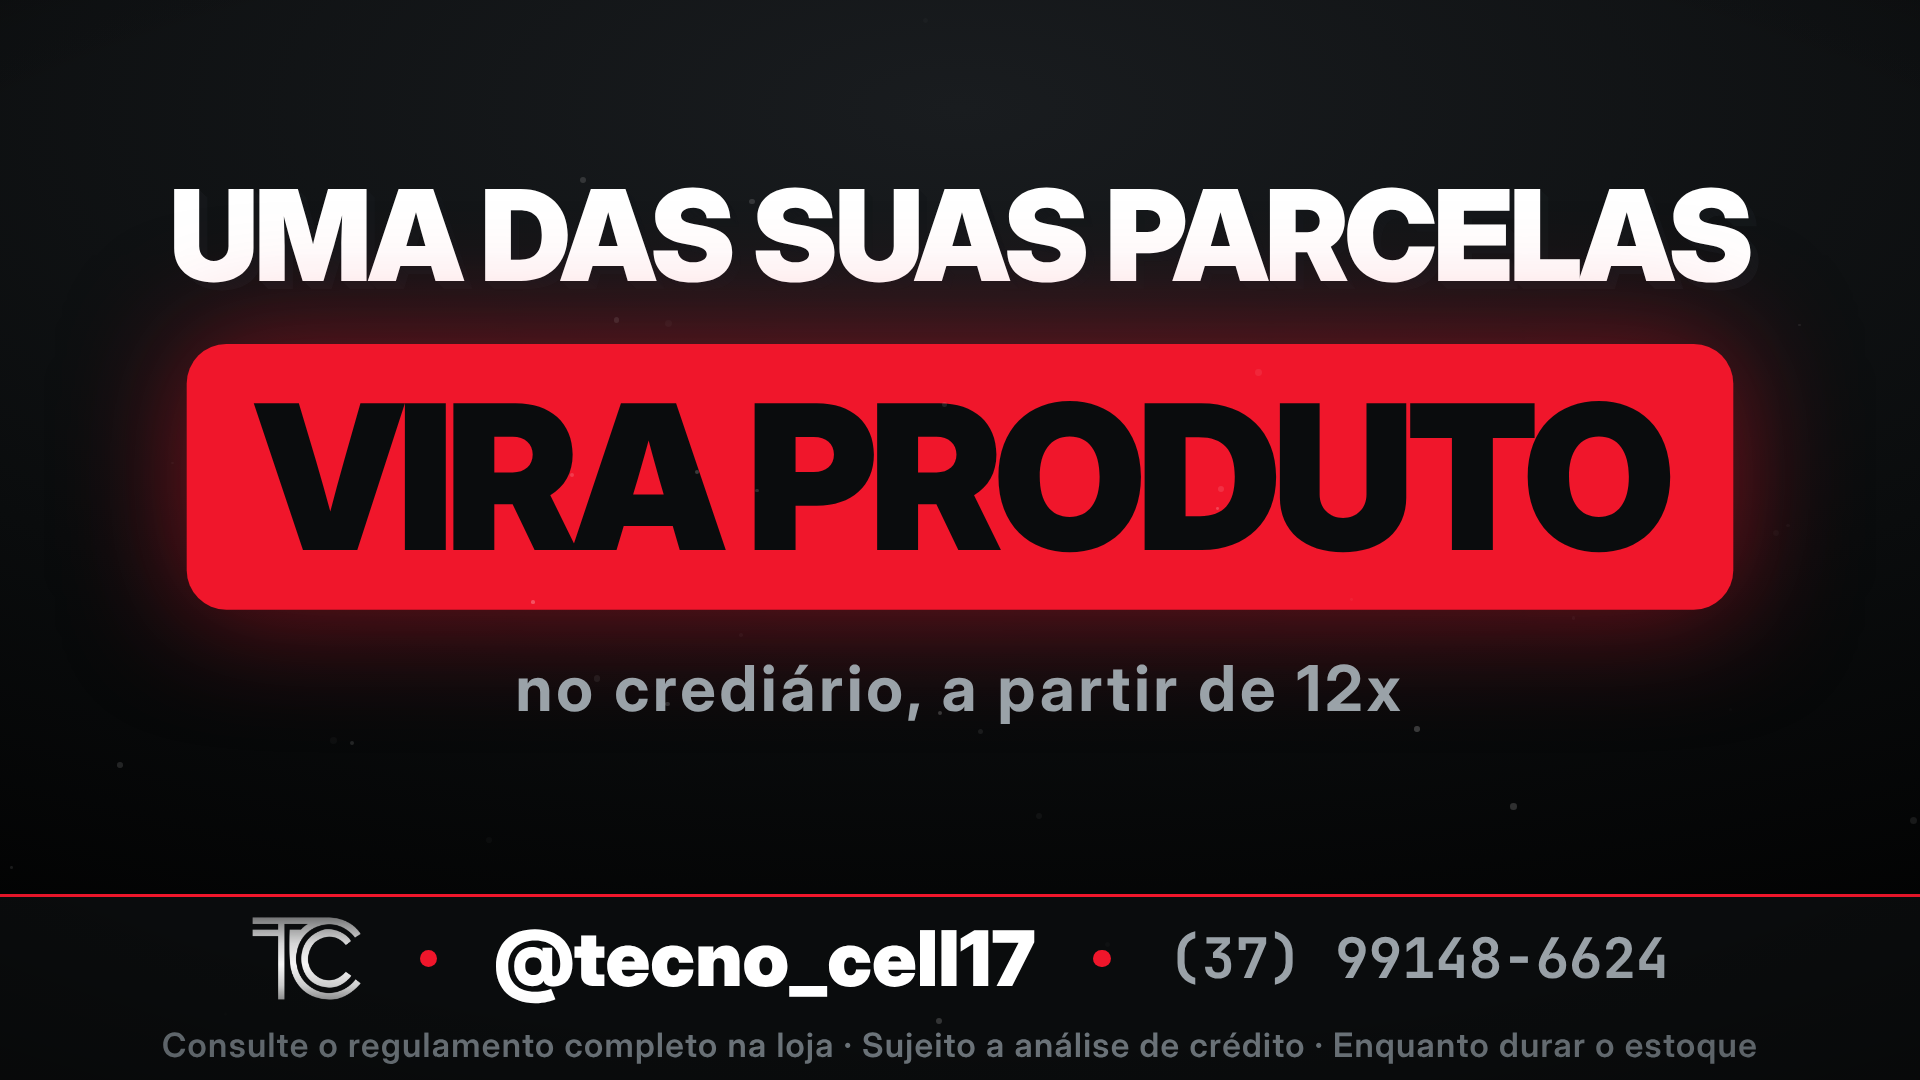 UMA DAS SUAS PARCELAS
VIRA PRODUTO
no crediário, a partir de 12x
TC • @tecno_cell17 • (37) 99148-6624
Consulte o regulamento completo na loja · Sujeito a análise de crédito · Enquanto durar o estoque